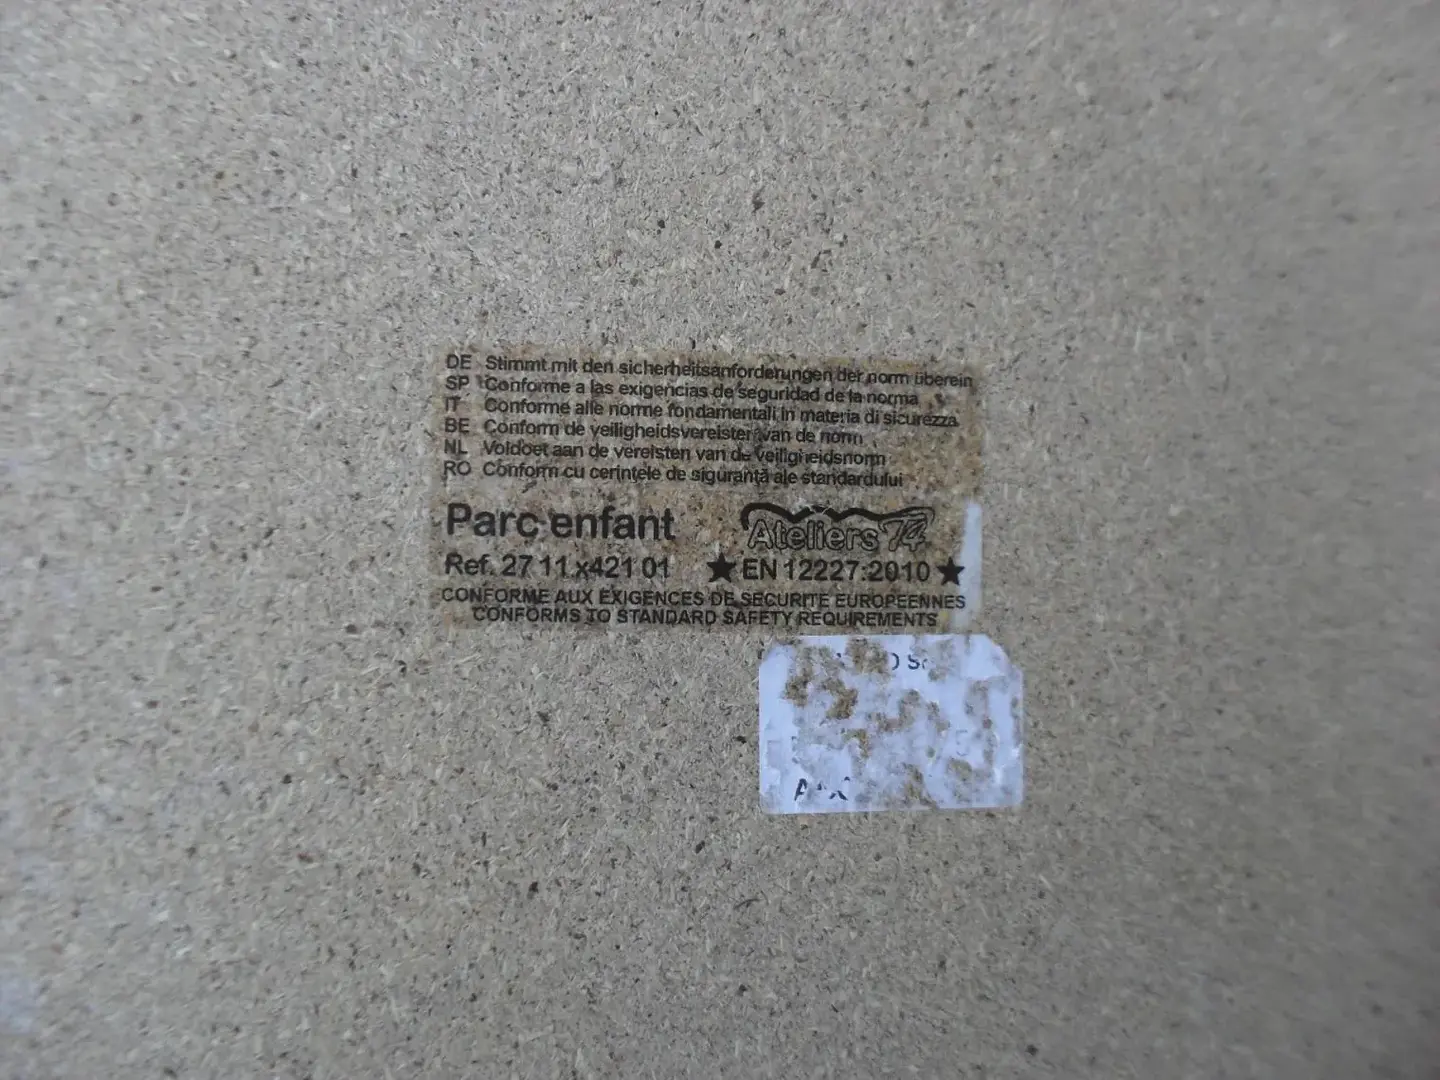 DE Stimmt mit den sicherheitsanforderungen der norm überein
SP Conforme a las exigencias de seguridad de la norma
IT Conforme alle norme fondamentali in materia di sicurezza
BE Conform de veiligheidsvereisten van de norm
NL Voldoet aan de vereisten van de veiligheidsnorm
RO Conform cu cerințele de siguranță ale standardului
Parc enfant
Ateliers 74
Ref. 27 11.x421 01
★ EN 12227:2010 ★
CONFORME AUX EXIGENCES DE SECURITE EUROPEENNES
CONFORMS TO STANDARD SAFETY REQUIREMENTS